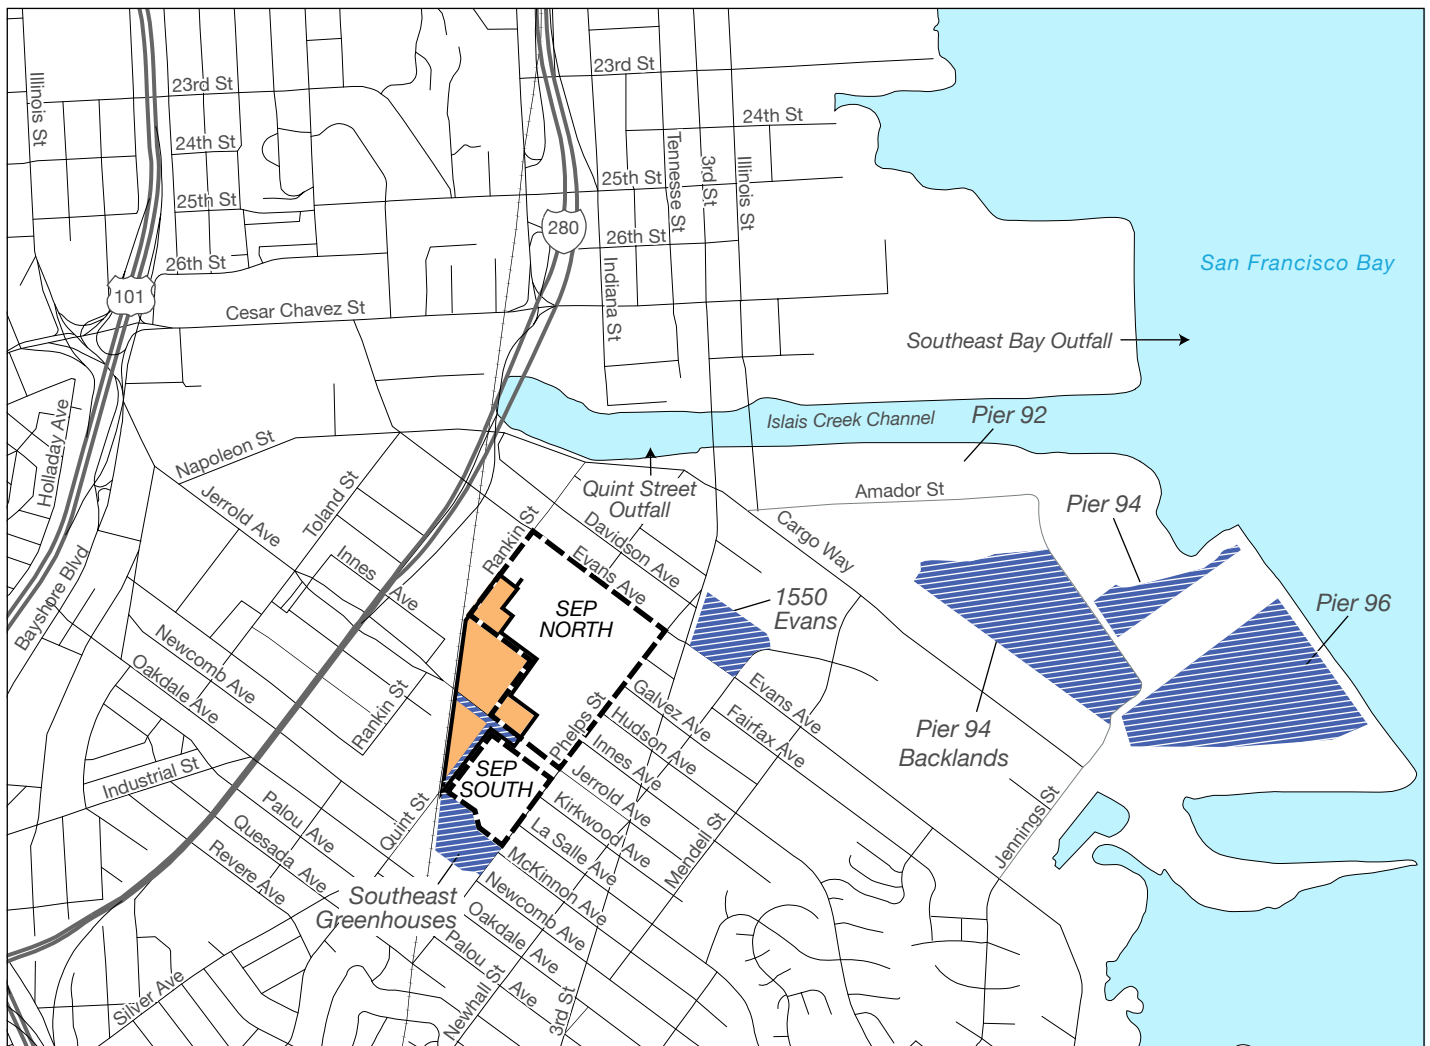 Illinois St
23rd St
24th St
25th St
26th St
101
Cesar Chavez St
280
23rd St
24th St
25th St
26th St
Indiana St
Tennesse St
3rd St
Illinois St
San Francisco Bay
Southeast Bay Outfall
Islais Creek Channel
Pier 92
Holladay Ave
Napoleon St
Jerrold Ave
Toland St
Innes
Ave
Bayshore Blvd
Quint Street
Outfall
Rankin St
Davidson Ave
Evans Ave
Cargo Way
Amador St
Pier 94
Pier 96
1550
Evans
SEP
NORTH
Newcomb Ave
Oakdale Ave
Rankin St
Industrial St
Quint St
SEP
SOUTH
Phelps St
Galvez Ave
Hudson Ave
Innes Ave
Jerrold Ave
Kirkwood Ave
La Salle Ave
McKinnon Ave
Newcomb Ave
Oakdale Ave
Palou Ave
Evans Ave
Fairfax Ave
Pier 94
Backlands
Mendell St
Jennings St
Palou Ave
Quesada Ave
Revere Ave
Southeast
Greenhouses
Silver Ave
Newhall St
3rd St